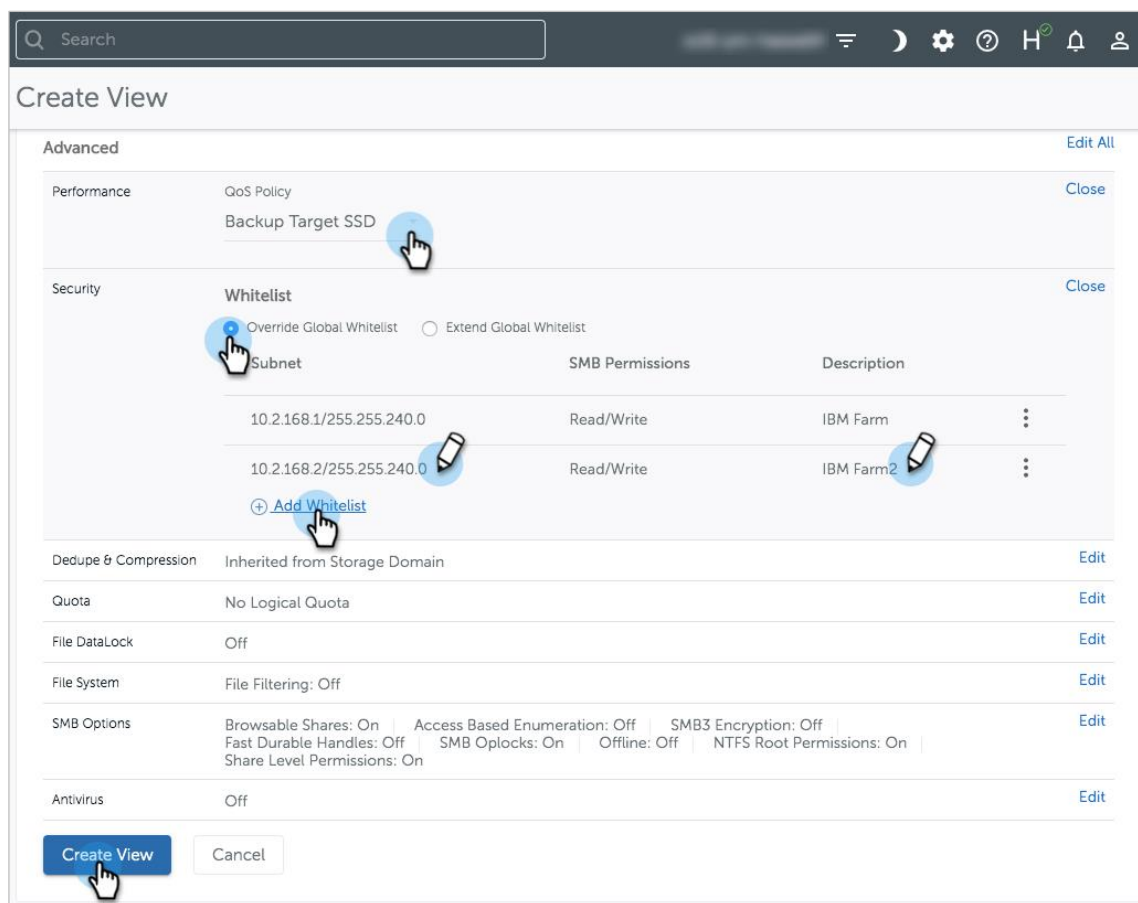 Search
H
Create View
Advanced
Edit All
Performance
QoS Policy
Close
Backup Target SSD
Security
Whitelist
Close
Override Global Whitelist Extend Global Whitelist
Subnet SMB Permissions Description
10.2.168.1/255.255.240.0 Read/Write IBM Farm
10.2.168.2/255.255.240.0 Read/Write IBM Farm2
Add Whitelist
Dedupe & Compression Inherited from Storage Domain Edit
Quota No Logical Quota Edit
File DataLock Off Edit
File System File Filtering: Off Edit
SMB Options Browsable Shares: On Access Based Enumeration: Off SMB3 Encryption: Off Edit
Fast Durable Handles: Off SMB Oplocks: On Offline: Off NTFS Root Permissions: On
Share Level Permissions: On
Antivirus Off Edit
Create View Cancel